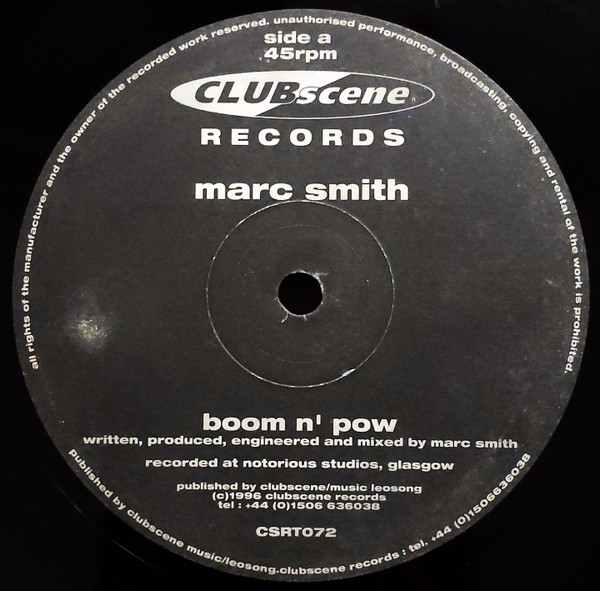 all rights of the manufacturer and the owner of the recorded work reserved. unauthorised performance, broadcasting, copying and rental of the work is prohibited.
side a
45rpm
CLUBscene
RECORDS
marc smith
boom n' pow
written, produced, engineered and mixed by marc smith
recorded at notorious studios, glasgow
published by clubscene/music leosong
(c)1996 clubscene records
tel : +44 (0)1506 636038
CSRT072
published by clubscene music/leosong.clubscene records : tel. +44 (0)1506636038